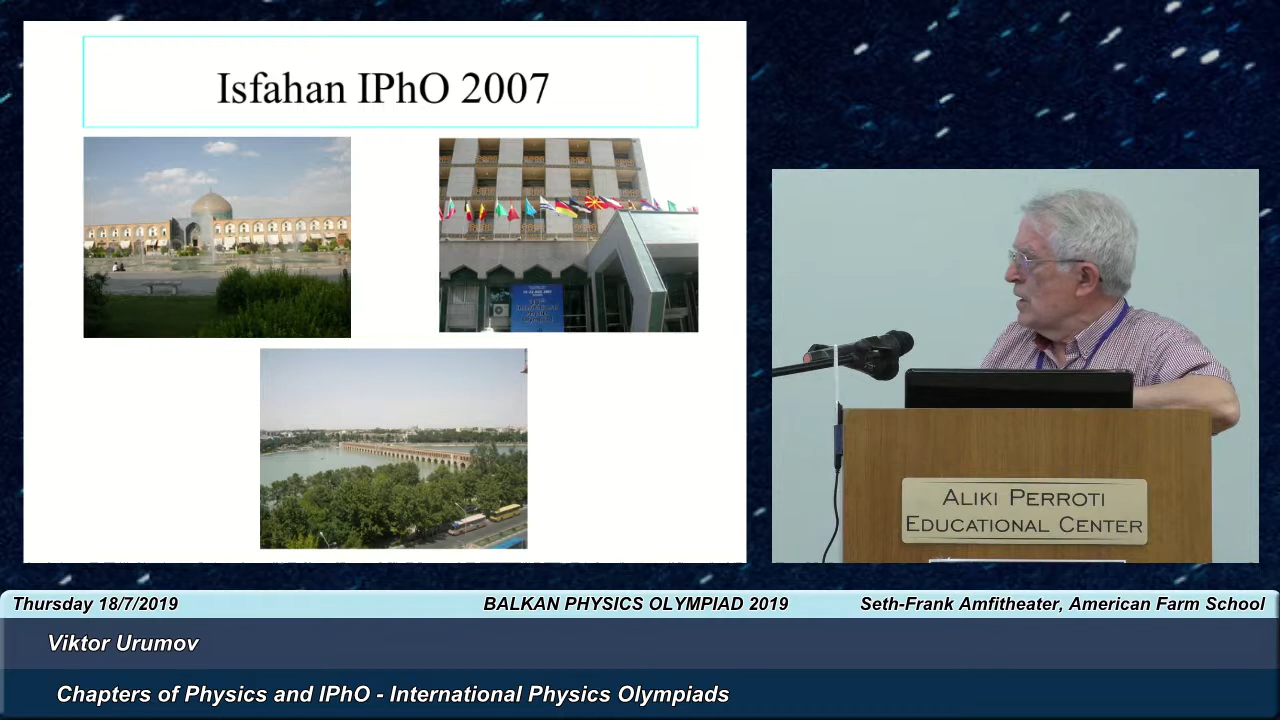 Isfahan IPhO 2007
ALIKI PERROTI
EDUCATIONAL CENTER
Thursday 18/7/2019
BALKAN PHYSICS OLYMPIAD 2019
Seth-Frank Amfitheater, American Farm School
Viktor Urumov
Chapters of Physics and IPhO - International Physics Olympiads